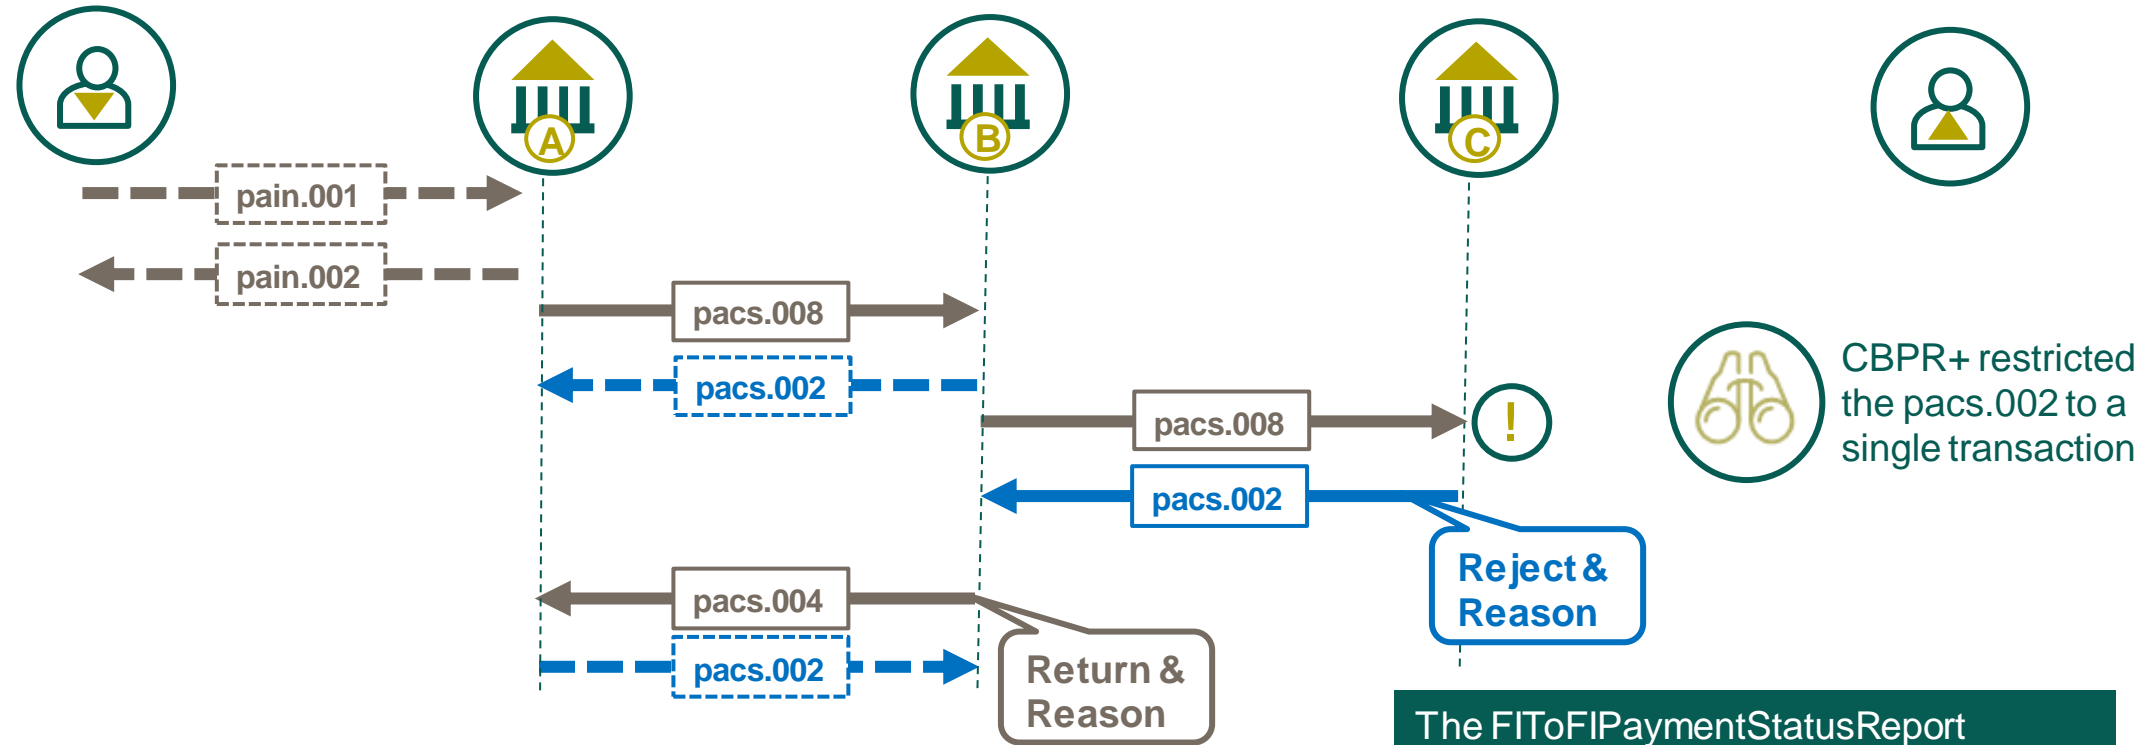 A
B
C
pain.001
pain.002
pacs.008
pacs.002
pacs.008
!
CBPR+ restricted
the pacs.002 to a
single transaction
pacs.002
Reject &
Reason
pacs.004
pacs.002
Return &
Reason
The FIToFIPaymentStatusReport